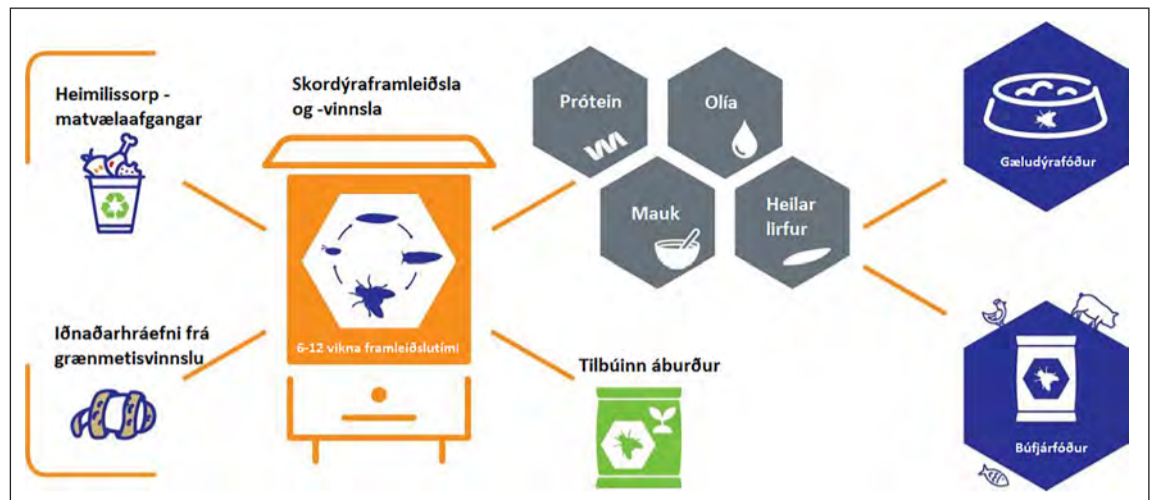 Heimilissorp -
matvælaafgangar
Skordýraframleiðsla
og -vinnsla
Prótein
Olía
Mauk
Heilar
lirfur
Gæludýrafóður
Iðnaðarhráefni frá
grænmetisvinnslu
6-12 vikna framleiðslutími
Tilbúinn áburður
Búfjárfóður